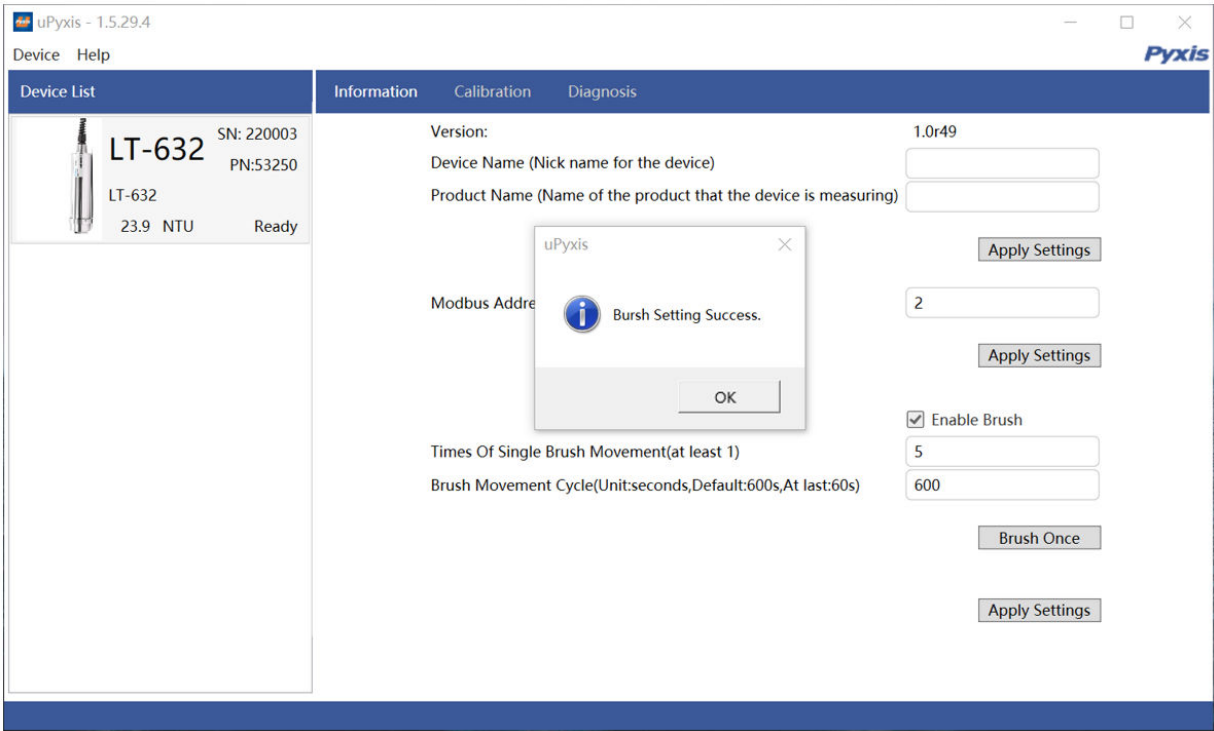 uPyxis - 1.5.29.4
Device Help
Pyxis
Device List
Information Calibration Diagnosis
LT-632
SN: 220003
PN:53250
LT-632
23.9 NTU Ready
Version: 1.0r49
Device Name (Nick name for the device)
Product Name (Name of the product that the device is measuring)
Apply Settings
uPyxis
Bursh Setting Success.
OK
Modbus Addre
2
Apply Settings
Enable Brush
Times Of Single Brush Movement(at least 1) 5
Brush Movement Cycle(Unit:seconds,Default:600s,At last:60s) 600
Brush Once
Apply Settings